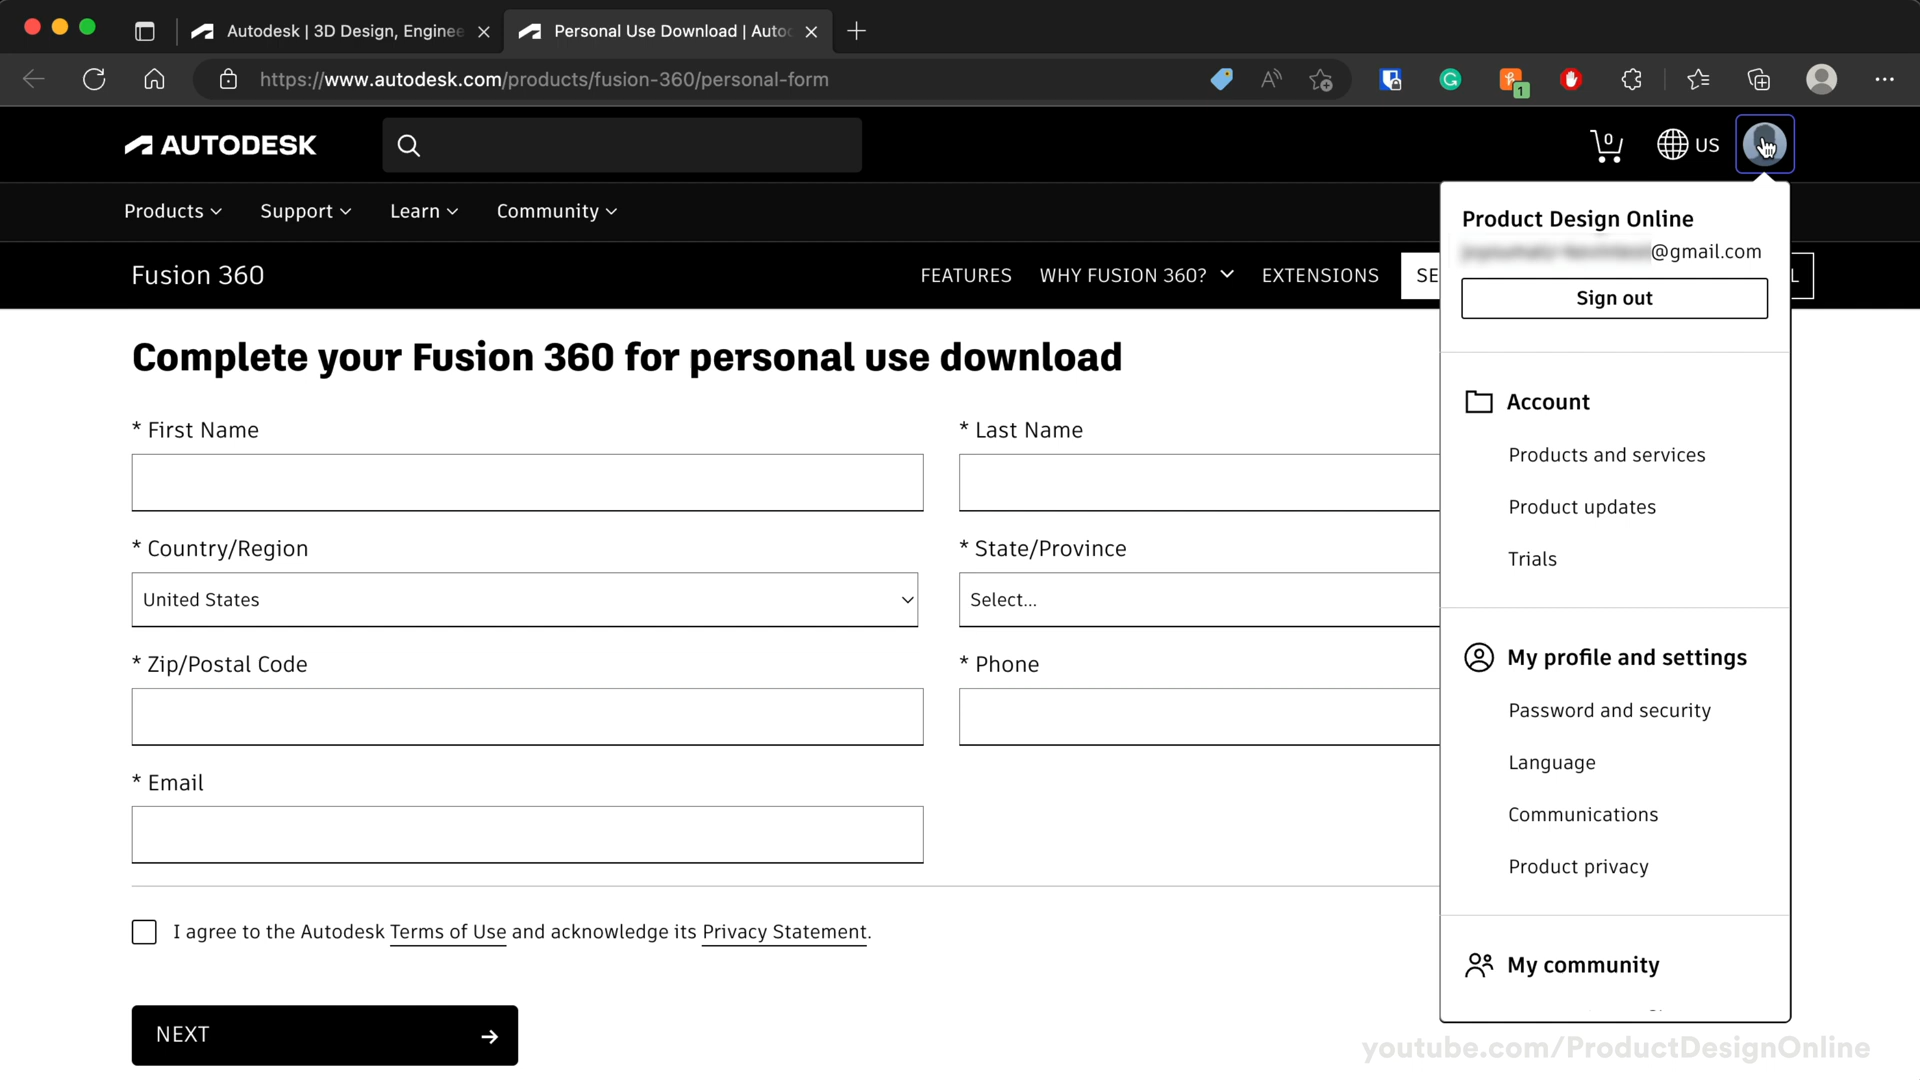 Autodesk | 3D Design, Enginee
Personal Use Download | Auto
https://www.autodesk.com/products/fusion-360/personal-form
1
AUTODESK
0
US
Products
Support
Learn
Community
Fusion 360
FEATURES
WHY FUSION 360?
EXTENSIONS
SE
L
Product Design Online
@gmail.com
Sign out
Account
Products and services
Product updates
Trials
My profile and settings
Password and security
Language
Communications
Product privacy
My community
Complete your Fusion 360 for personal use download
* First Name
* Last Name
* Country/Region
* State/Province
United States
Select...
* Zip/Postal Code
* Phone
* Email
I agree to the Autodesk Terms of Use and acknowledge its Privacy Statement.
NEXT
youtube.com/ProductDesignOnline